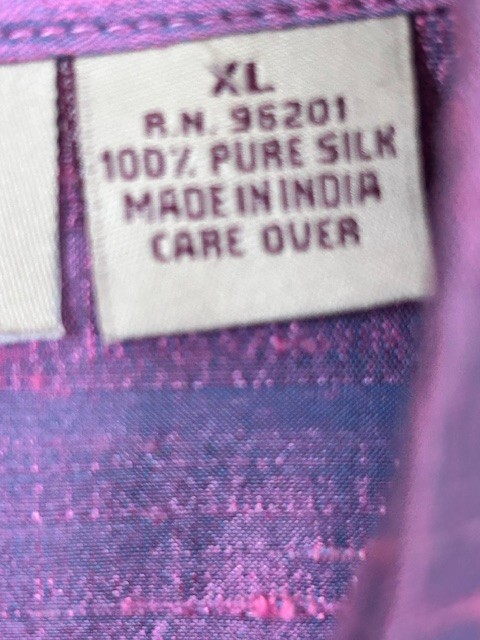 XL
R.N. 96201
100% PURE SILK
MADE IN INDIA
CARE OVER